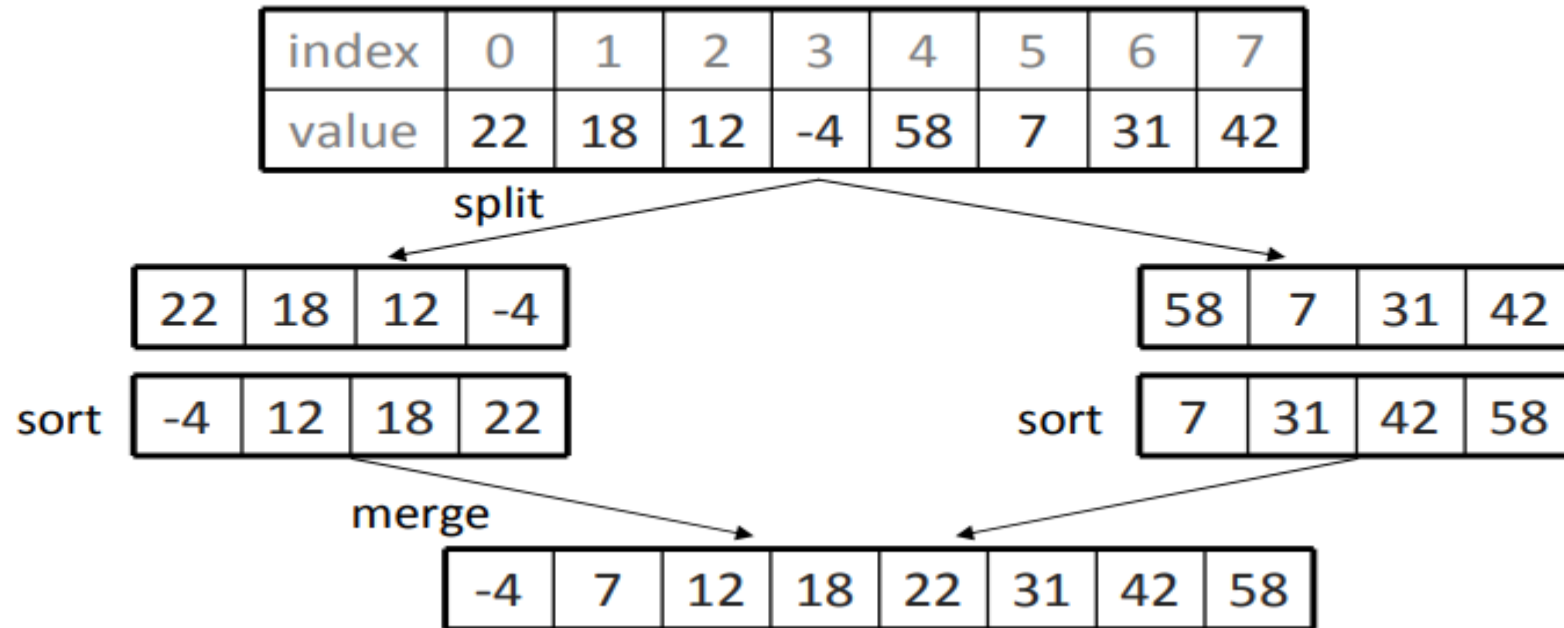 index 0 1 2 3 4 5 6 7
value 22 18 12 -4 58 7 31 42
split
22 18 12 -4
58 7 31 42
sort -4 12 18 22
sort 7 31 42 58
merge
-4 7 12 18 22 31 42 58